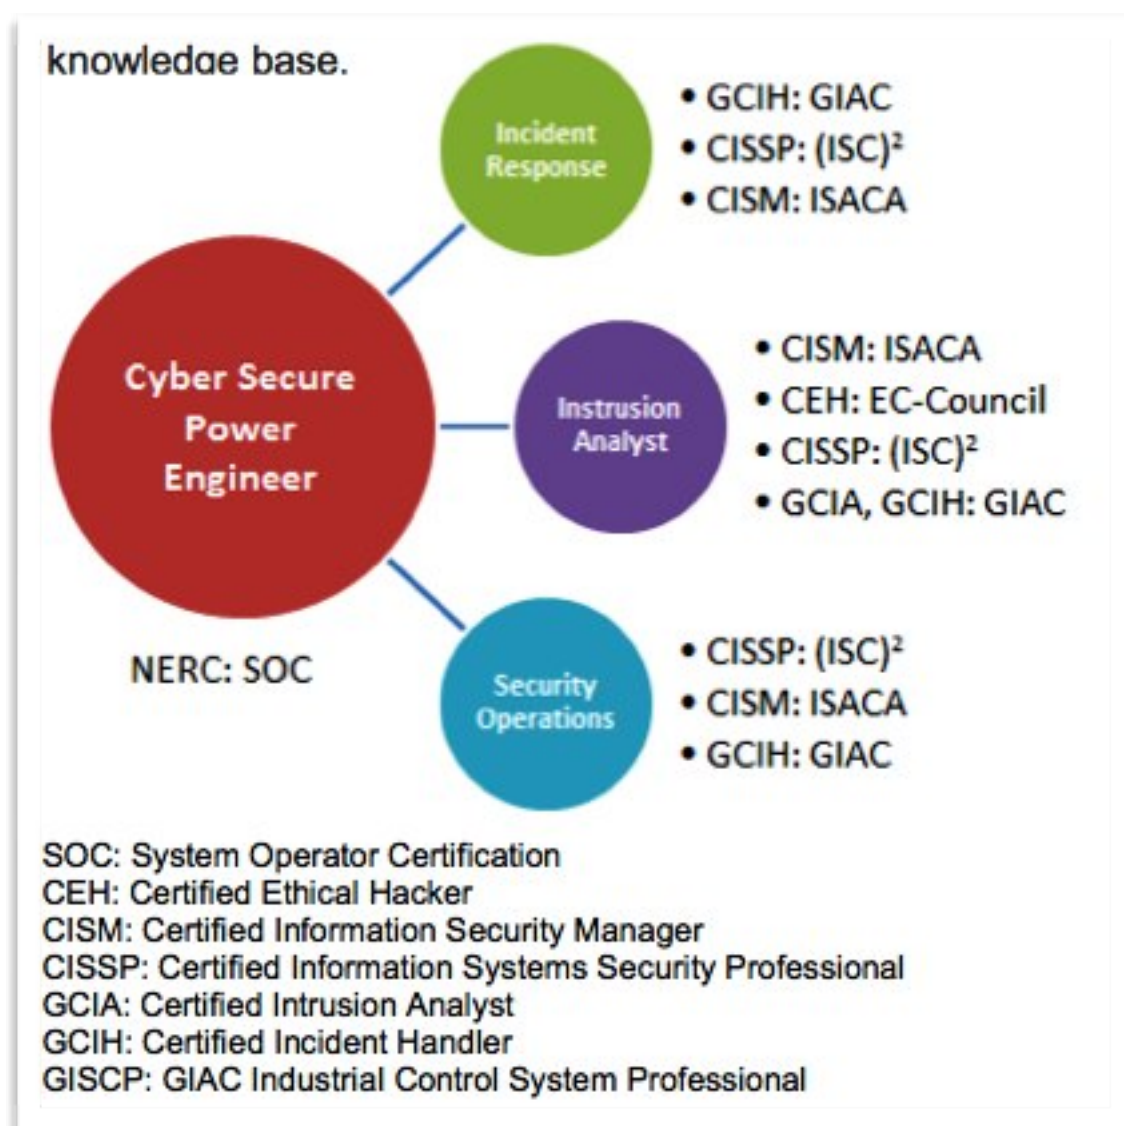 knowledge base.
Incident
Response
• GCIH: GIAC
• CISSP: (ISC)²
• CISM: ISACA
Cyber Secure
Power
Engineer
Instrusion
Analyst
• CISM: ISACA
• CEH: EC-Council
• CISSP: (ISC)²
• GCIA, GCIH: GIAC
NERC: SOC
Security
Operations
• CISSP: (ISC)²
• CISM: ISACA
• GCIH: GIAC
SOC: System Operator Certification
CEH: Certified Ethical Hacker
CISM: Certified Information Security Manager
CISSP: Certified Information Systems Security Professional
GCIA: Certified Intrusion Analyst
GCIH: Certified Incident Handler
GISCP: GIAC Industrial Control System Professional